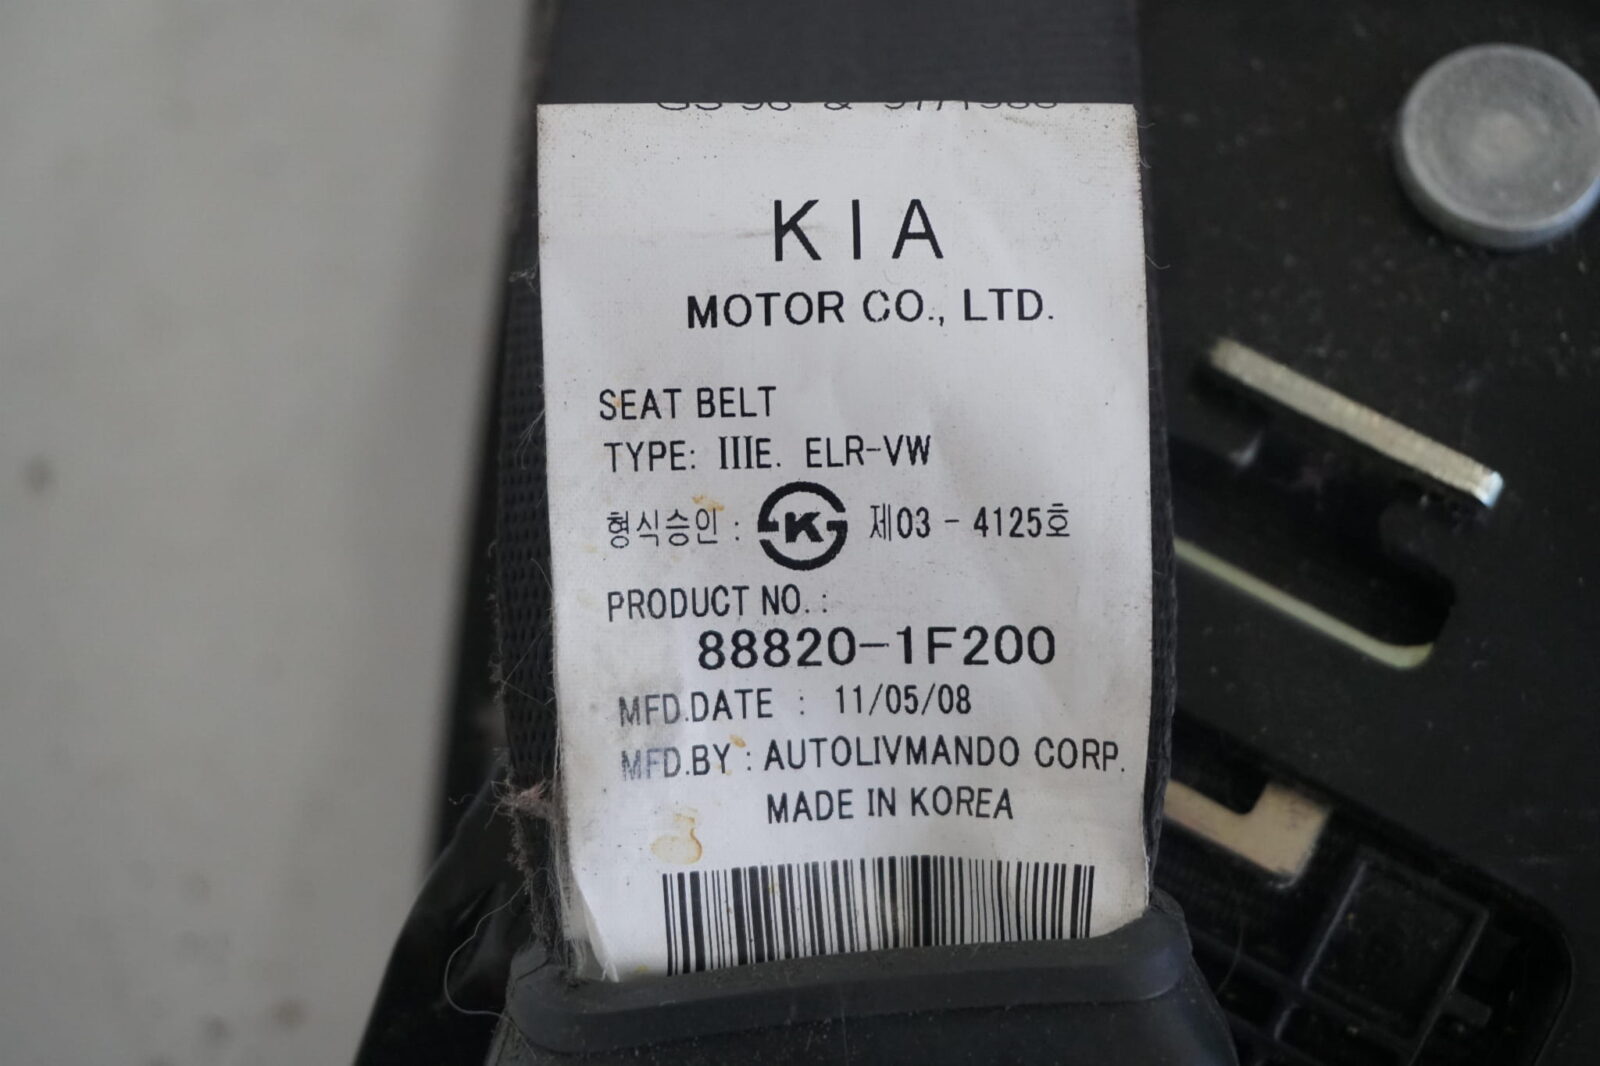 KIA
MOTOR CO., LTD.
SEAT BELT
TYPE: IIIE. ELR-VW
형식승인 : K 제03 - 4125호
PRODUCT NO. :
88820-1F200
MFD.DATE : 11/05/08
MFD.BY : AUTOLIVMANDO CORP.
MADE IN KOREA